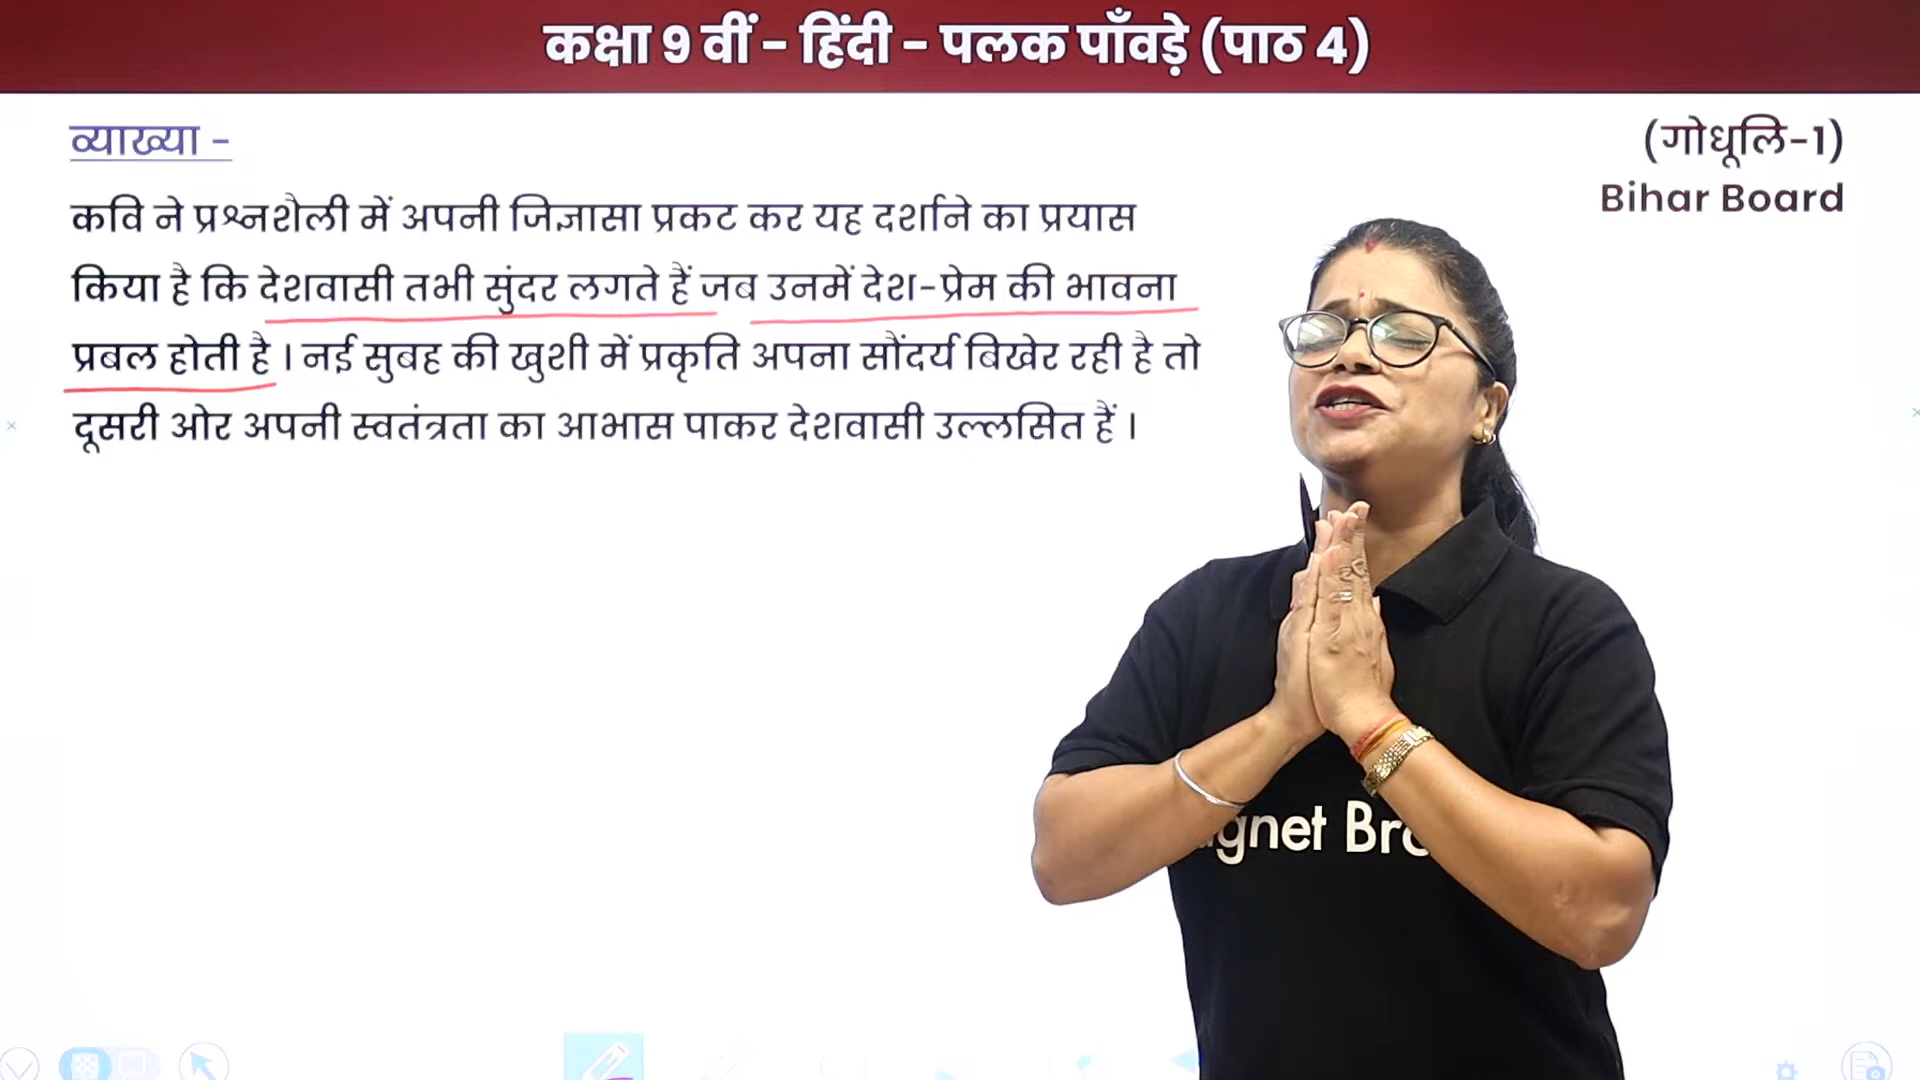 कक्षा 9 वीं - हिंदी - पलक पाँवड़े (पाठ 4)
व्याख्या -
(गोधूलि-1)
Bihar Board
कवि ने प्रश्नशैली में अपनी जिज्ञासा प्रकट कर यह दर्शाने का प्रयास
किया है कि देशवासी तभी सुंदर लगते हैं जब उनमें देश-प्रेम की भावना
प्रबल होती है । नई सुबह की खुशी में प्रकृति अपना सौंदर्य बिखेर रही है तो
दूसरी ओर अपनी स्वतंत्रता का आभास पाकर देशवासी उल्लसित हैं ।
gnet Bra